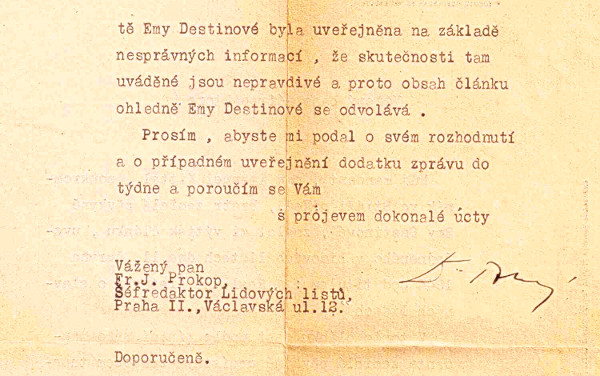 tě Emy Destinové byla uveřejněna na základě
nesprávných informací , že skutečnosti tam
uváděné jsou nepravdivé a proto obsah článku
ohledně Emy Destinové se odvolává .
Prosím , abyste mi podal o svém rozhodnutí
a o případném uveřejnění dodatku zprávu do
týdne a poroučím se Vám
s projevem dokonalé úcty
Vážený pan
Fr.J. Prokop,
Šéfredaktor Lidových listů,
Praha II.,Václavská ul.12.
Doporučeně.